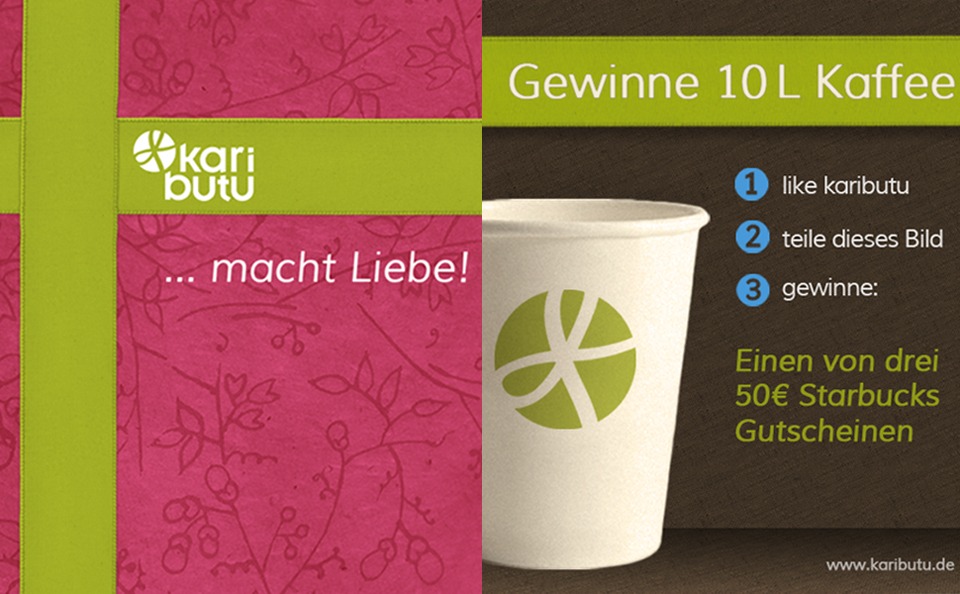 kari
butu
... macht Liebe!
Gewinne 10 L Kaffee
1 like kaributu
2 teile dieses Bild
3 gewinne:
Einen von drei
50€ Starbucks
Gutscheinen
www.kaributu.de